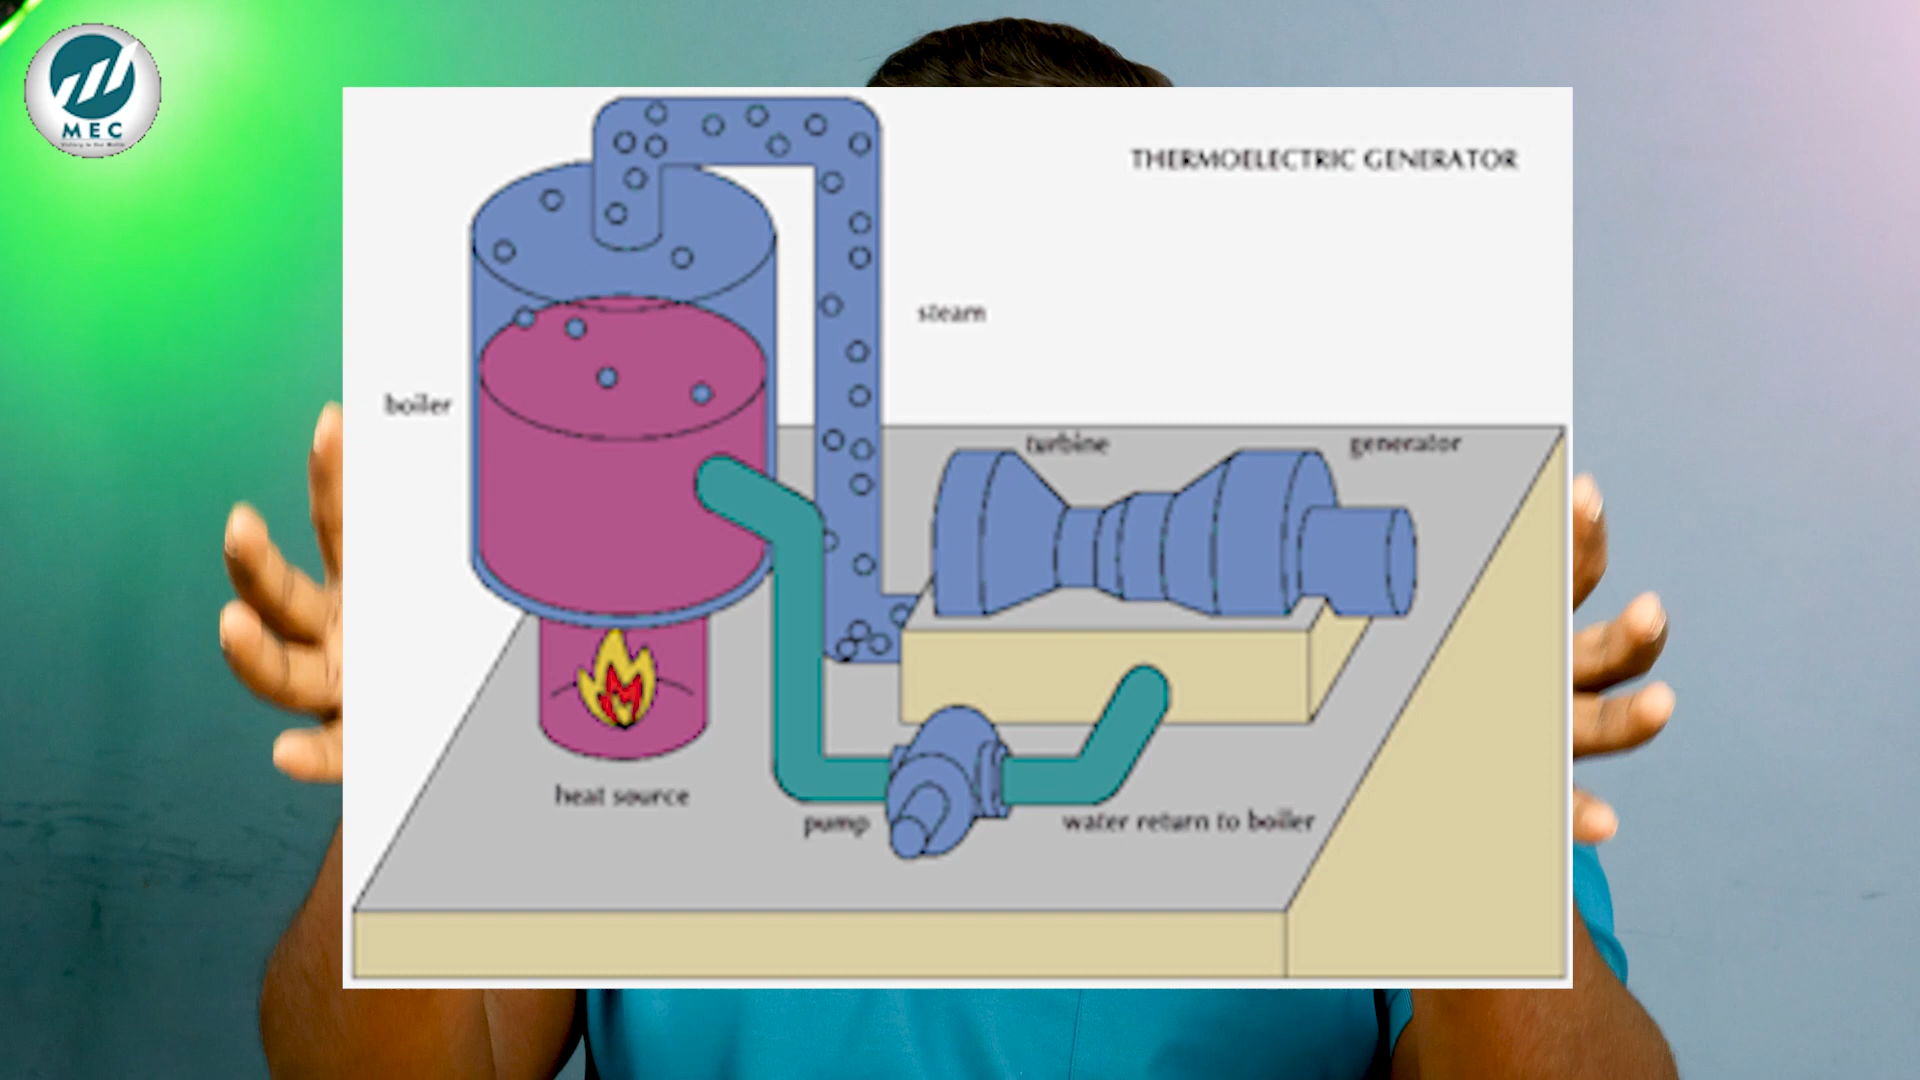 MEC
THERMOELECTRIC GENERATOR
steam
boiler
turbine
generator
heat source
pump
water return to boiler